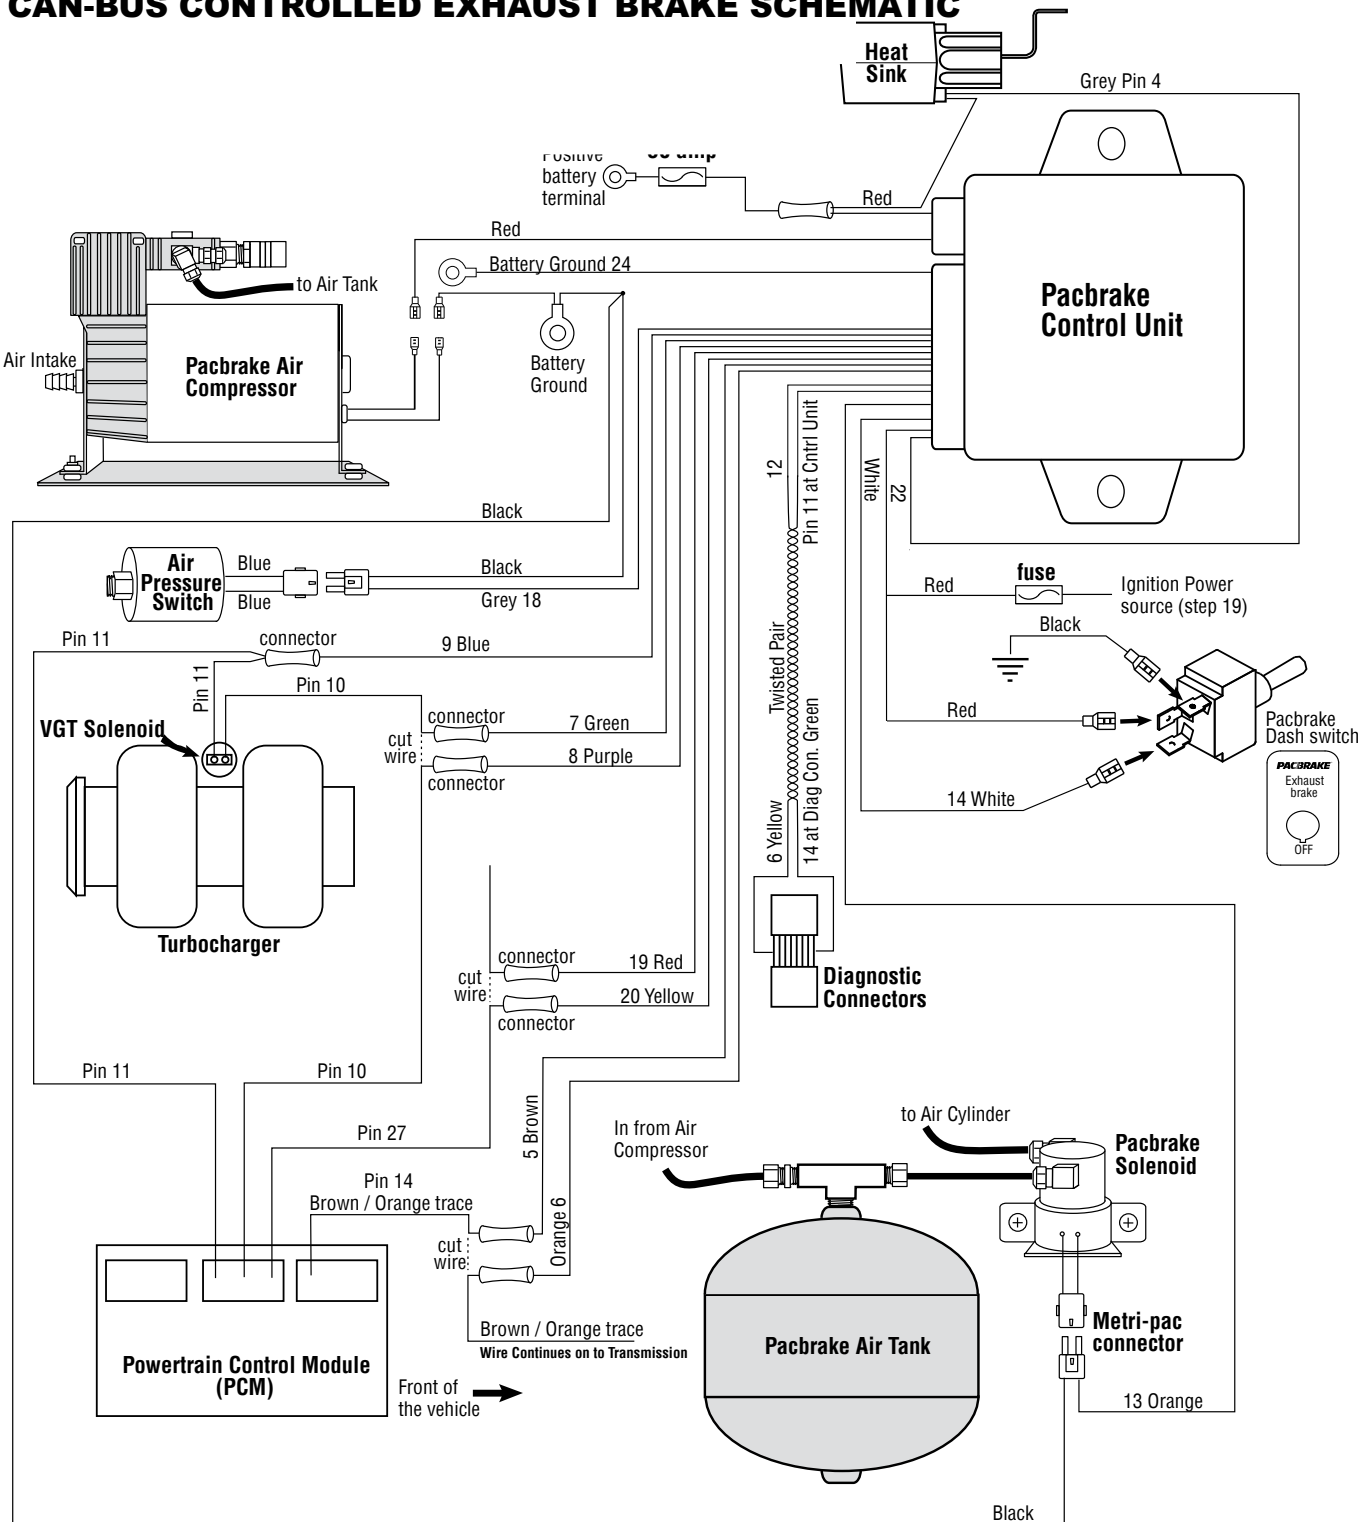 CAN-BUS CONTROLLED EXHAUST BRAKE SCHEMATIC
Heat
Sink
Grey Pin 4
Positive
battery
terminal
amp
Red
Red
Battery Ground 24
to Air Tank
Pacbrake
Control Unit
Air Intake
Pacbrake Air
Compressor
Battery
Ground
12
Pin 11 at Cntrl Unit
White
22
Black
Air
Pressure
Switch
Blue
Blue
Black
Grey 18
Red
fuse
Ignition Power
source (step 19)
Black
Pin 11
connector
9 Blue
Pin 11
Pin 10
Twisted Pair
VGT Solenoid
connector
7 Green
cut
wire
8 Purple
connector
Red
Pacbrake
Dash switch
PACBRAKE
Exhaust
brake
OFF
14 White
6 Yellow
14 at Diag Con. Green
Turbocharger
connector
19 Red
cut
wire
20 Yellow
connector
Diagnostic
Connectors
Pin 11
Pin 10
5 Brown
Pin 27
In from Air
Compressor
to Air Cylinder
Pacbrake
Solenoid
Pin 14
Brown / Orange trace
Orange 6
cut
wire
Brown / Orange trace
Wire Continues on to Transmission
Powertrain Control Module
(PCM)
Front of
the vehicle
Pacbrake Air Tank
Metri-pac
connector
13 Orange
Black